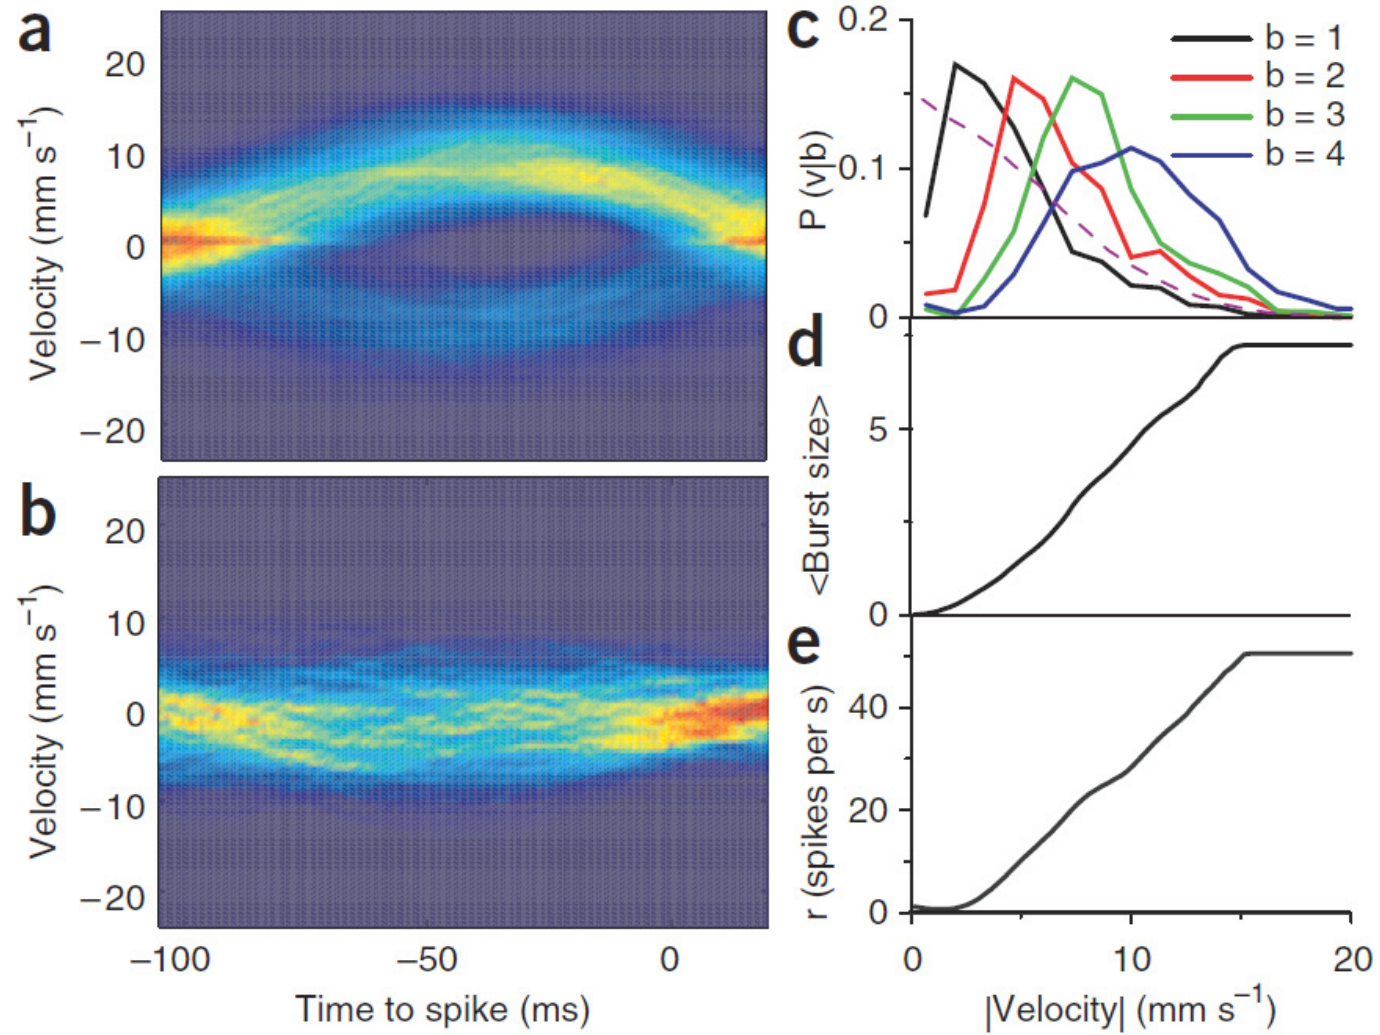 a
20
10
0
−10
−20
Velocity (mm s−1)
b
20
10
0
−10
−20
Velocity (mm s−1)
−100
−50
0
Time to spike (ms)
c
0.2
0.1
0
P (v|b)
b = 1
b = 2
b = 3
b = 4
d
5
0
<Burst size>
e
40
20
0
r (spikes per s)
0
10
20
|Velocity| (mm s−1)